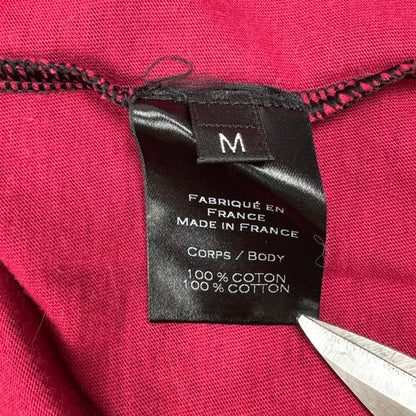 M
FABRIQUÉ EN
FRANCE
MADE IN FRANCE
CORPS / BODY
100 % COTON
100 % COTTON